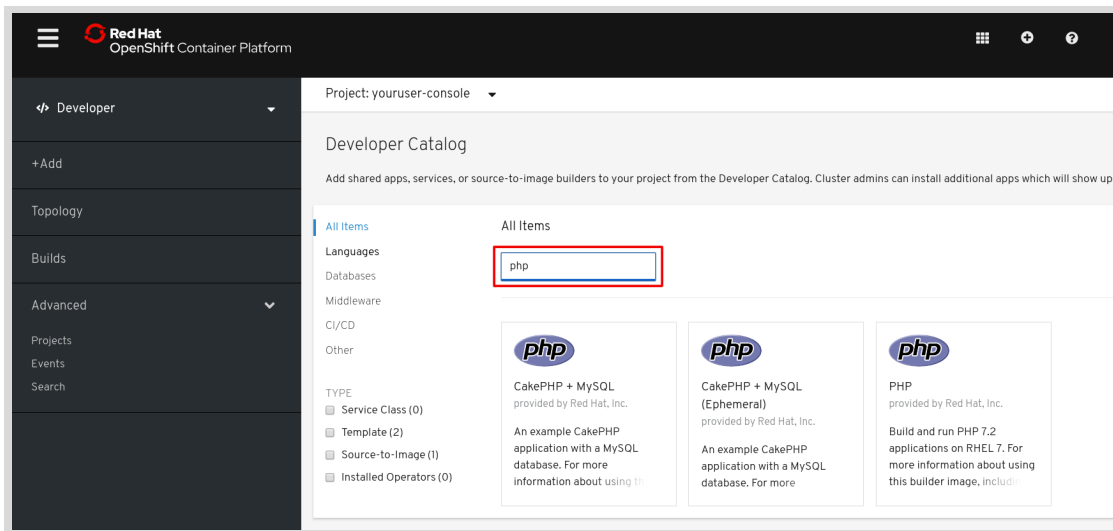 Red Hat
OpenShift Container Platform
Developer
+Add
Topology
Builds
Advanced
Projects
Events
Search
Project: youruser-console
Developer Catalog
Add shared apps, services, or source-to-image builders to your project from the Developer Catalog. Cluster admins can install additional apps which will show up
All Items
Languages
Databases
Middleware
CI/CD
Other
TYPE
Service Class (0)
Template (2)
Source-to-Image (1)
Installed Operators (0)
All Items
php
php
CakePHP + MySQL
provided by Red Hat, Inc.
An example CakePHP
application with a MySQL
database. For more
information about using th
php
CakePHP + MySQL
(Ephemeral)
provided by Red Hat, Inc.
An example CakePHP
application with a MySQL
database. For more
php
PHP
provided by Red Hat, Inc.
Build and run PHP 7.2
applications on RHEL 7. For
more information about using
this builder image, includin